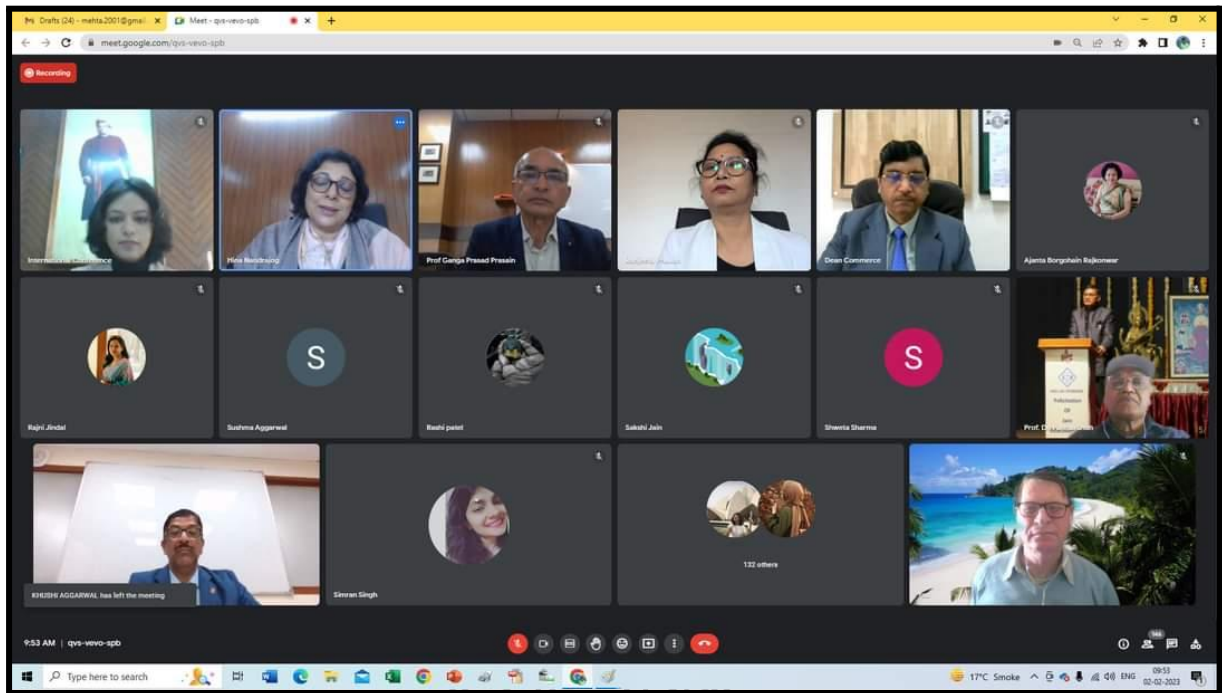 Drafts (24) - mehta.2001@gmail
Meet - qvs-vevo-spb
meet.google.com/qvs-vevo-spb
Recording
International Conference
Hina Nandrajog
Prof Ganga Prasad Prasain
Dean Commerce
Ajanta Borgohain Rajkonwar
Rajni Jindal
S
Sushma Aggarwal
Rashi patel
Sakshi Jain
S
Shweta Sharma
Prof. D
KHUSHI AGGARWAL has left the meeting
Simran Singh
132 others
9:53 AM | qvs-vevo-spb
Type here to search
17°C Smoke
ENG
09:53
02-02-2023